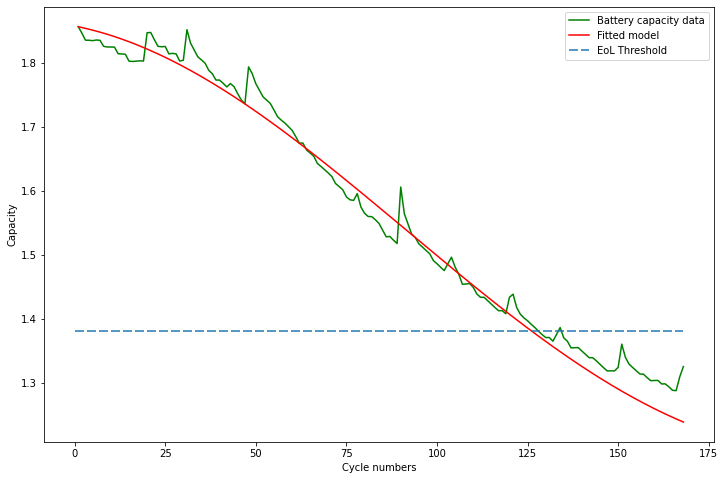 Battery capacity data
Fitted model
EoL Threshold
Capacity
1.8
1.7
1.6
1.5
1.4
1.3
0 25 50 75 100 125 150 175
Cycle numbers